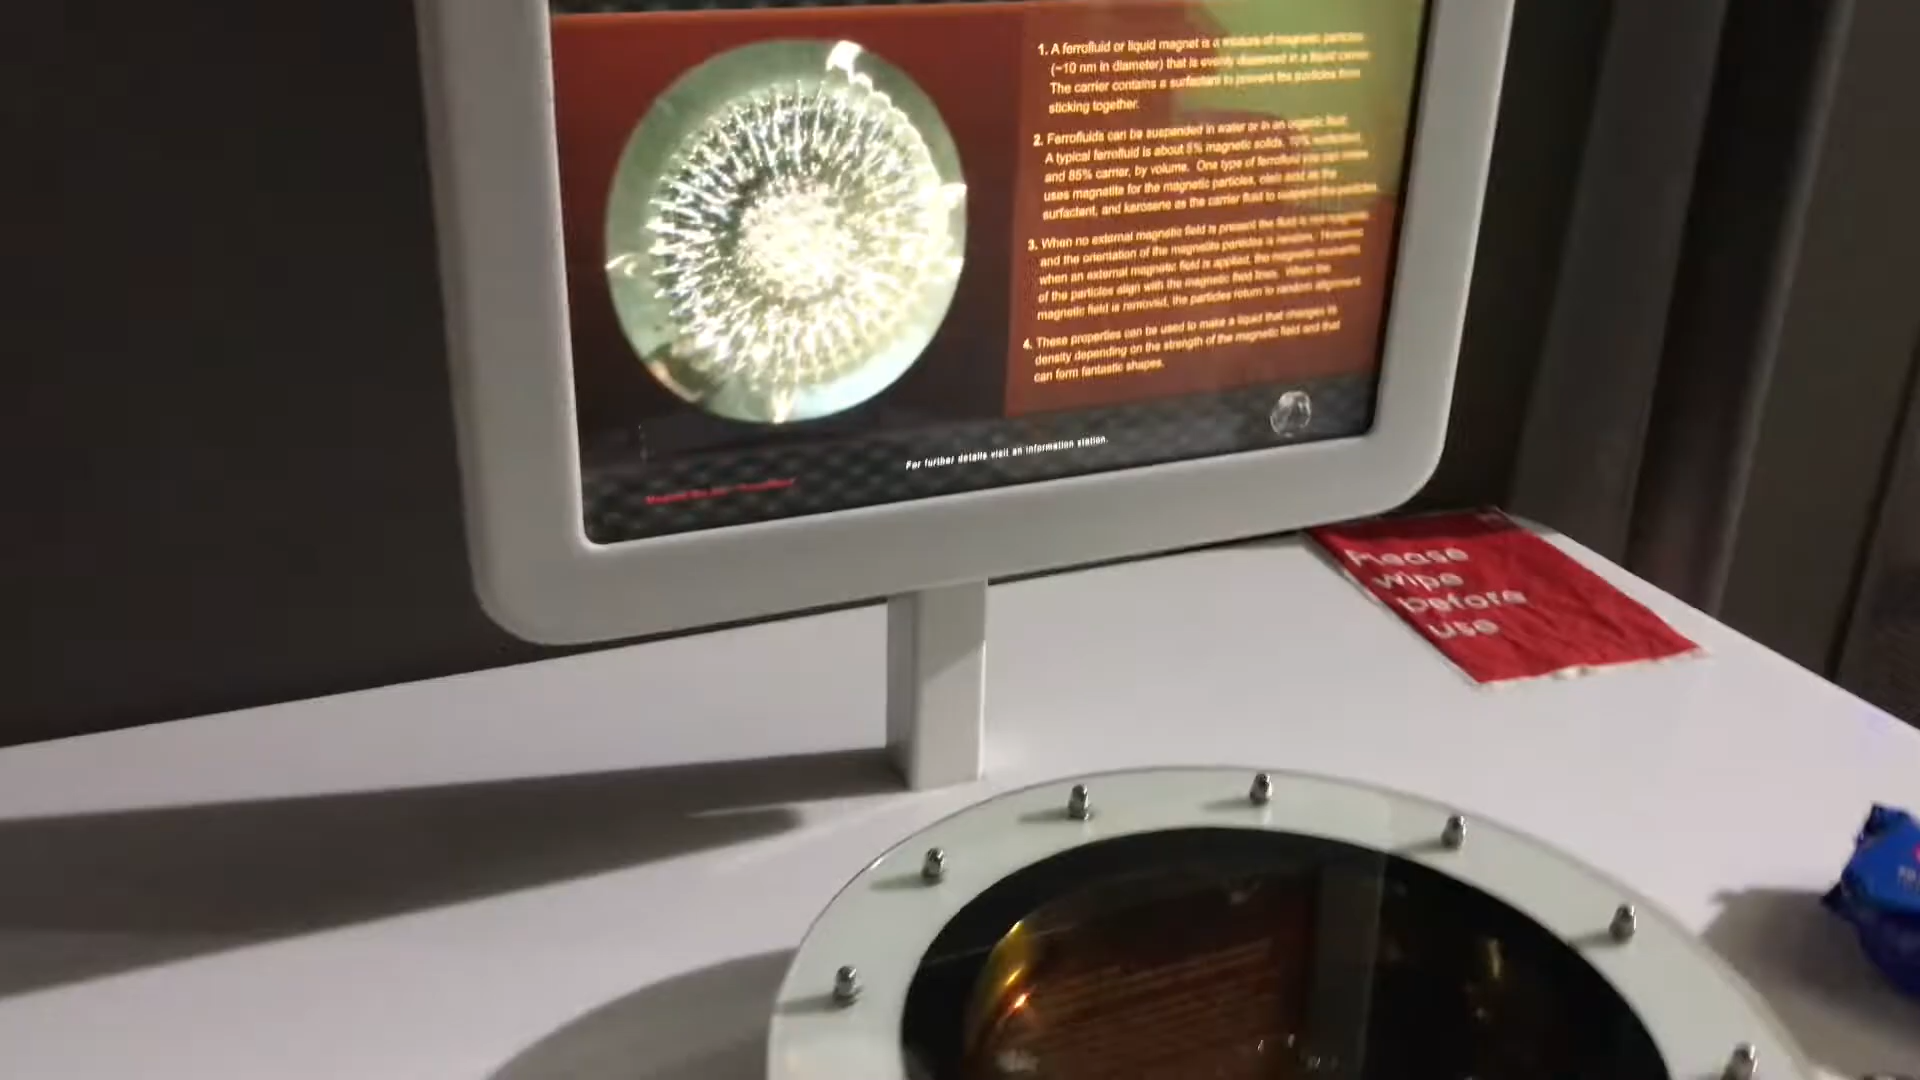 1. A ferrofluid or liquid magnet is a mixture of magnetic particles
(~10 nm in diameter) that is evenly dispersed in a liquid carrier.
The carrier contains a surfactant to prevent the particles from
sticking together.
2. Ferrofluids can be suspended in water or in an organic fluid.
A typical ferrofluid is about 5% magnetic solids, 10% surfactant
and 85% carrier, by volume. One type of ferrofluid you can make
uses magnetite for the magnetic particles, oleic acid as the
surfactant, and kerosene as the carrier fluid to suspend the particles
3. When no external magnetic field is present the fluid is not magnetic
and the orientation of the magnetite particles is random. However
when an external magnetic field is applied, the magnetic moments
of the particles align with the magnetic field lines. When the
magnetic field is removed, the particles return to random alignment.
4. These properties can be used to make a liquid that changes its
density depending on the strength of the magnetic field and that
can form fantastic shapes.
For further details visit an information station.
Please
wipe
before
use